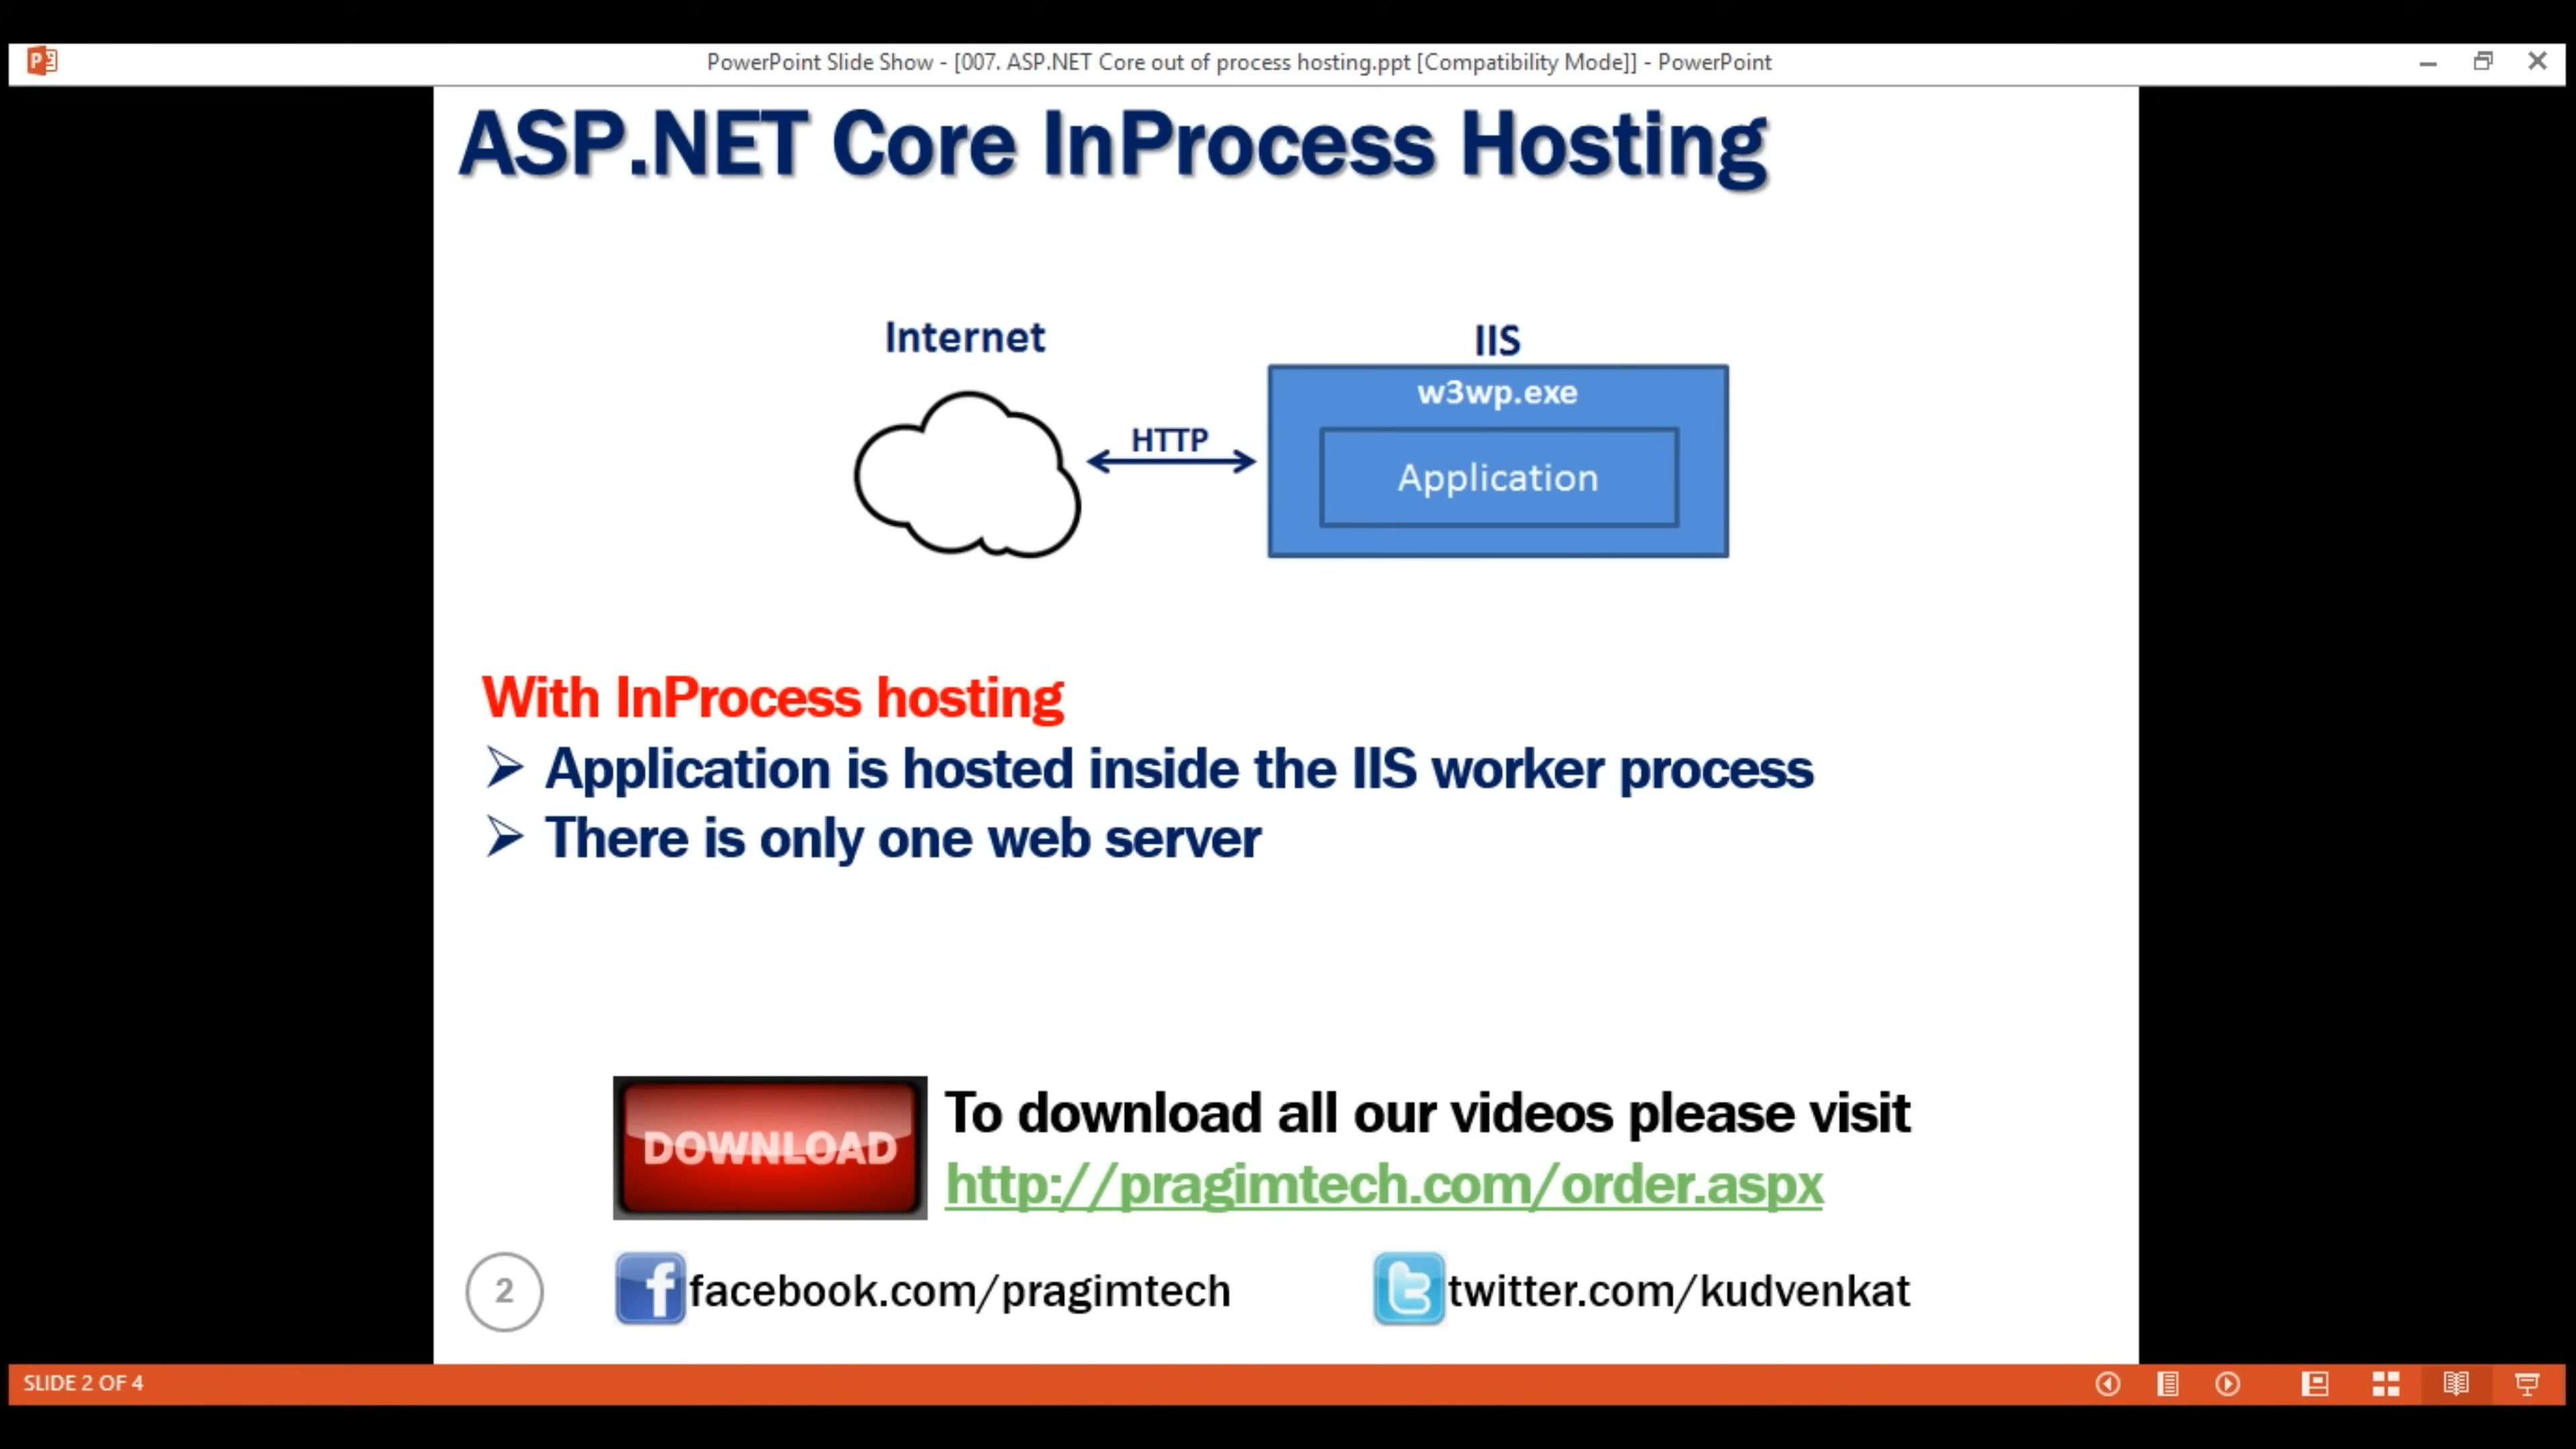 PowerPoint Slide Show - [007. ASP.NET Core out of process hosting.ppt [Compatibility Mode]] - PowerPoint
ASP.NET Core InProcess Hosting
Internet
IIS
w3wp.exe
HTTP
Application
With InProcess hosting
Application is hosted inside the IIS worker process
There is only one web server
DOWNLOAD
To download all our videos please visit
http://pragimtech.com/order.aspx
2
facebook.com/pragimtech
twitter.com/kudvenkat
SLIDE 2 OF 4